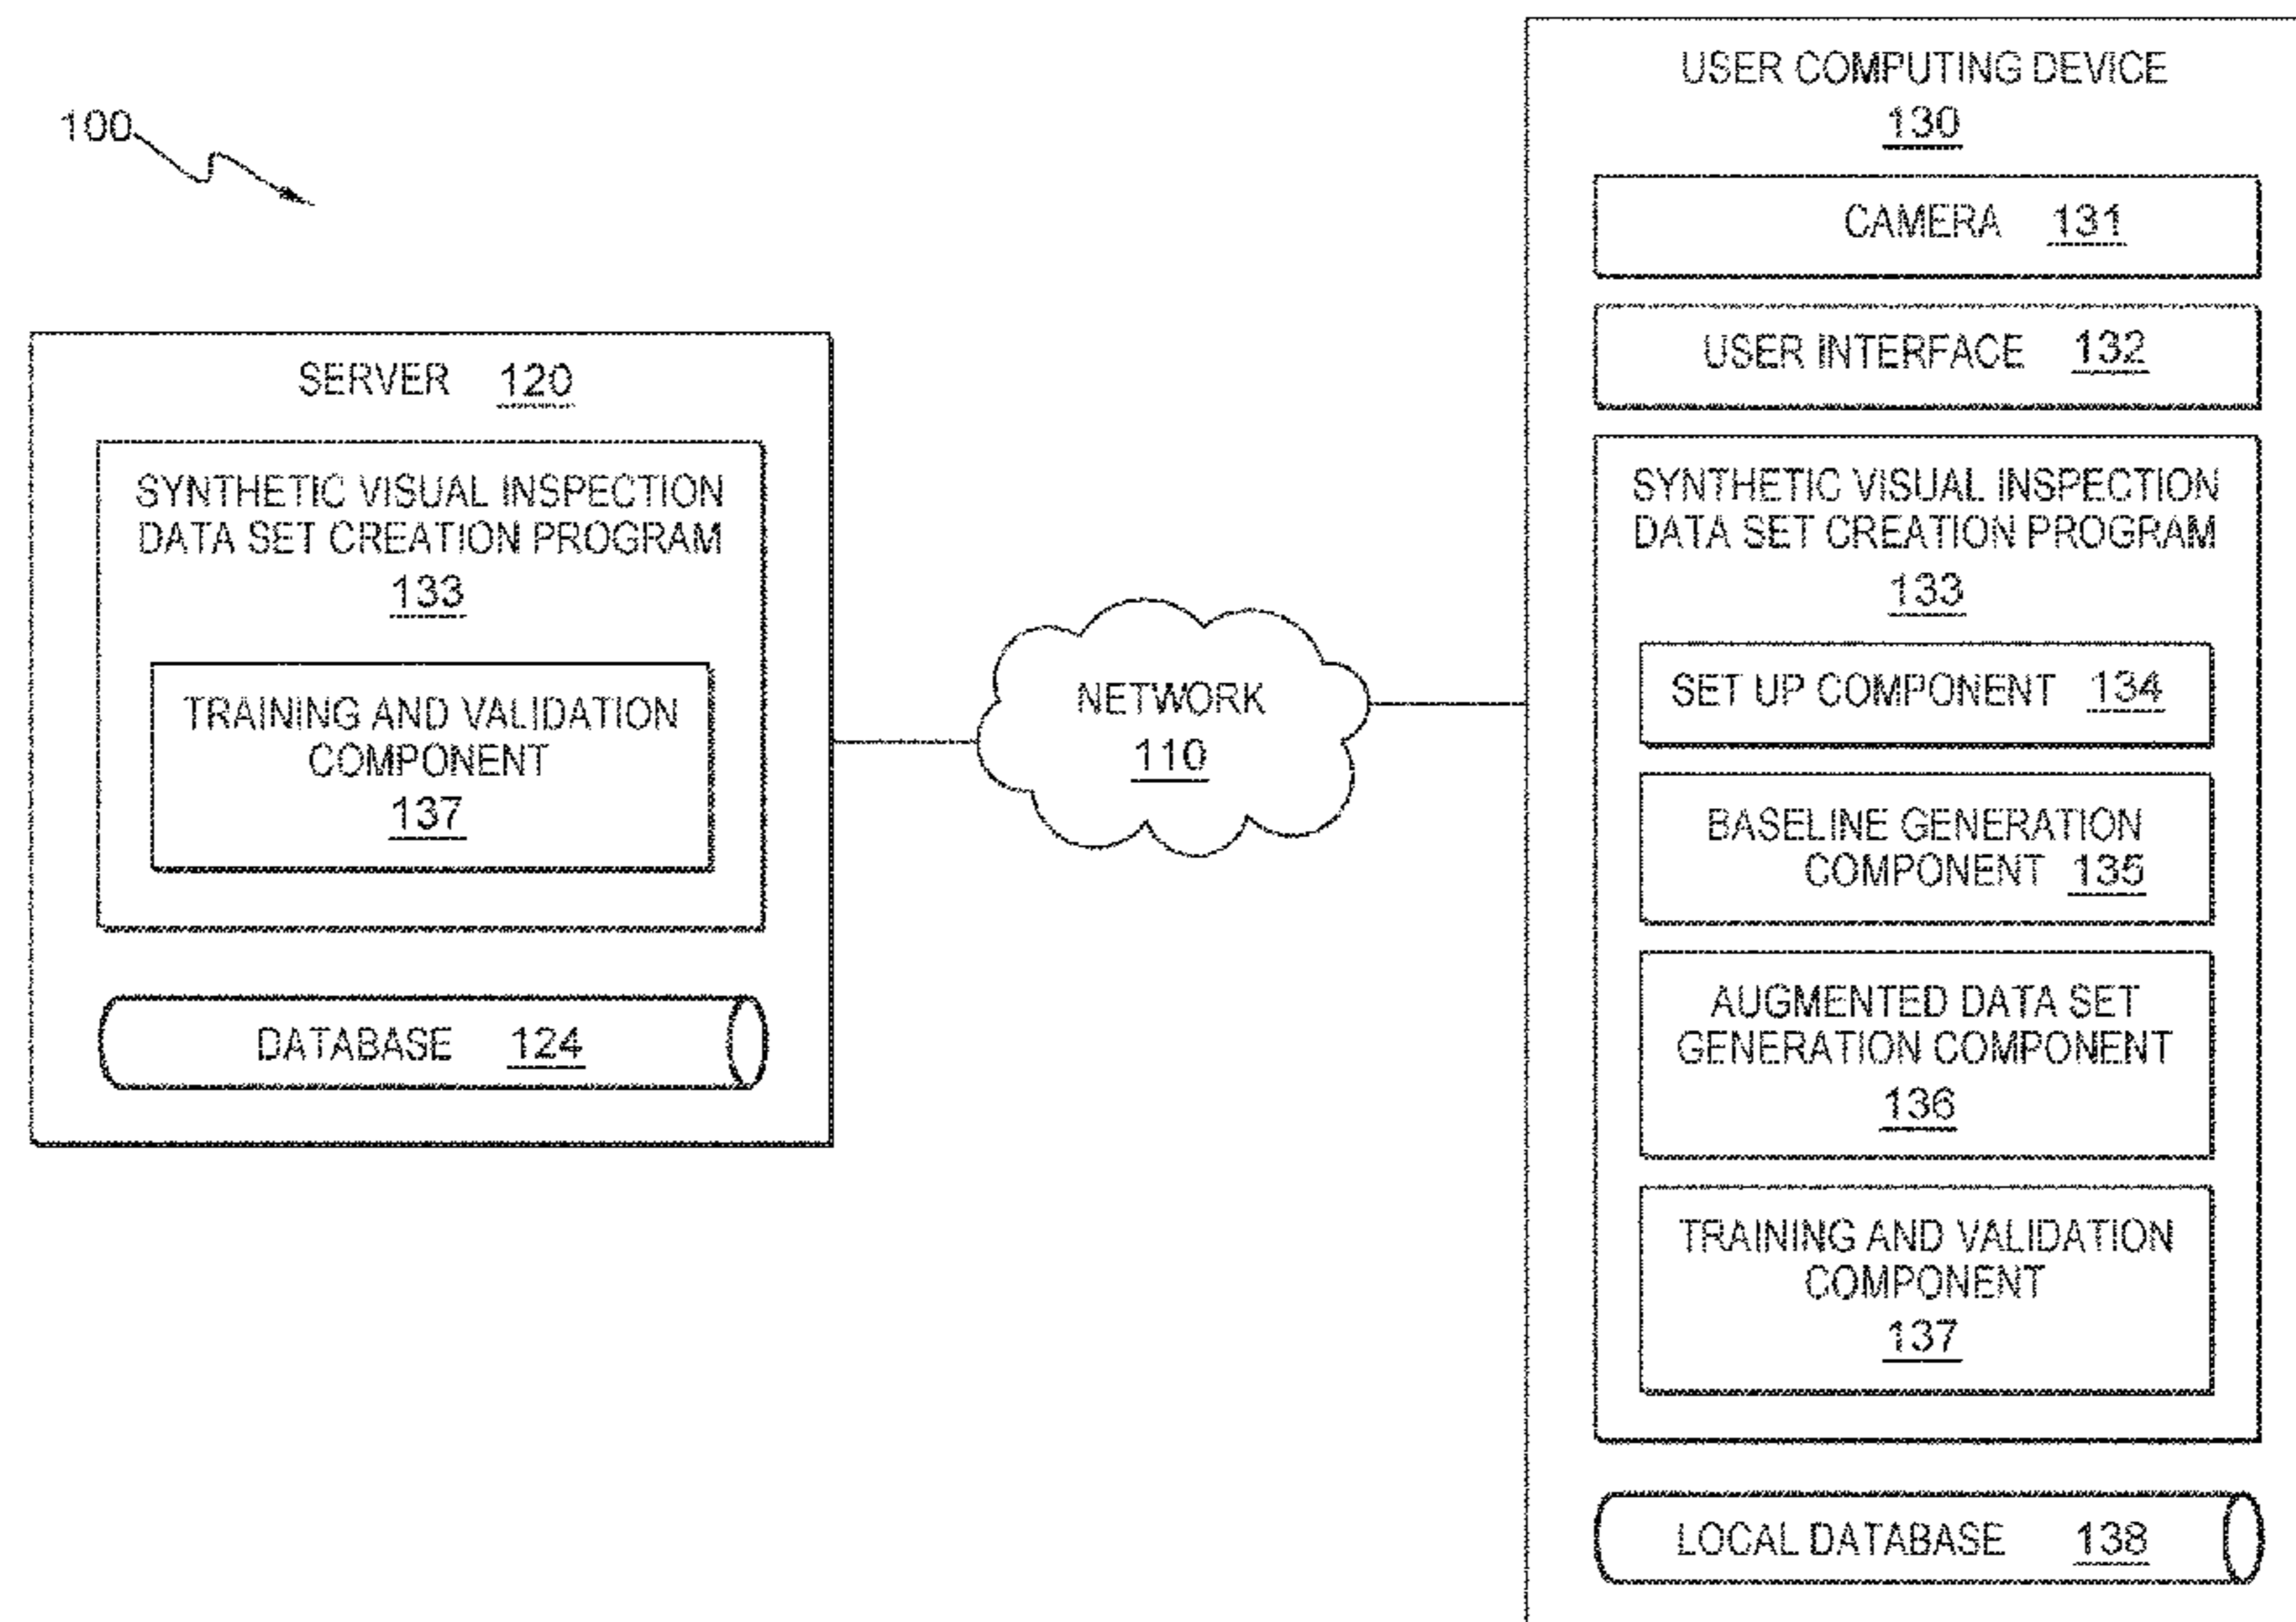 100
SERVER 120
SYNTHETIC VISUAL INSPECTION
DATA SET CREATION PROGRAM
133
TRAINING AND VALIDATION
COMPONENT
137
DATABASE 124
NETWORK
110
USER COMPUTING DEVICE
130
CAMERA 131
USER INTERFACE 132
SYNTHETIC VISUAL INSPECTION
DATA SET CREATION PROGRAM
133
SET UP COMPONENT 134
BASELINE GENERATION
COMPONENT 135
AUGMENTED DATA SET
GENERATION COMPONENT
136
TRAINING AND VALIDATION
COMPONENT
137
LOCAL DATABASE 138